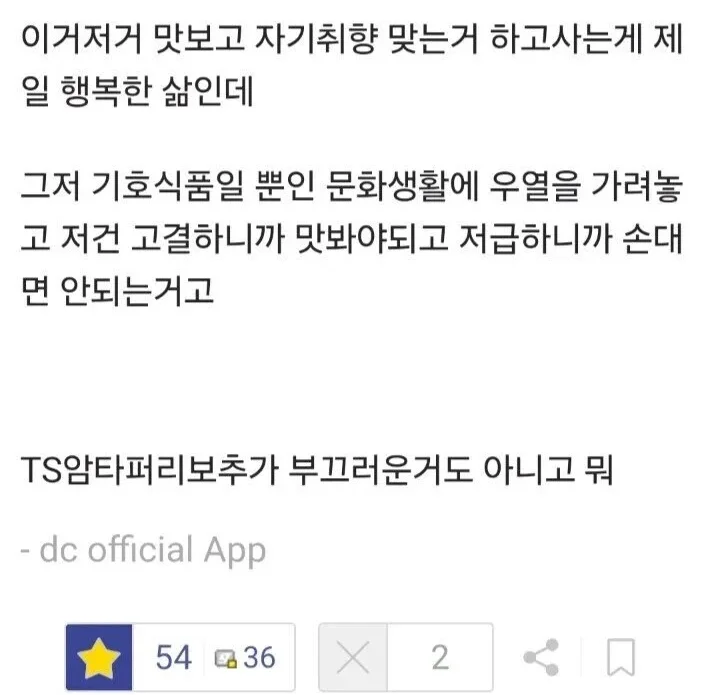 이거저거 맛보고 자기취향 맞는거 하고사는게 제
일 행복한 삶인데
그저 기호식품일 뿐인 문화생활에 우열을 가려놓
고 저건 고결하니까 맛봐야되고 저급하니까 손대
면 안되는거고
TS암타퍼리보추가 부끄러운거도 아니고 뭐
- dc official App
54 36 2